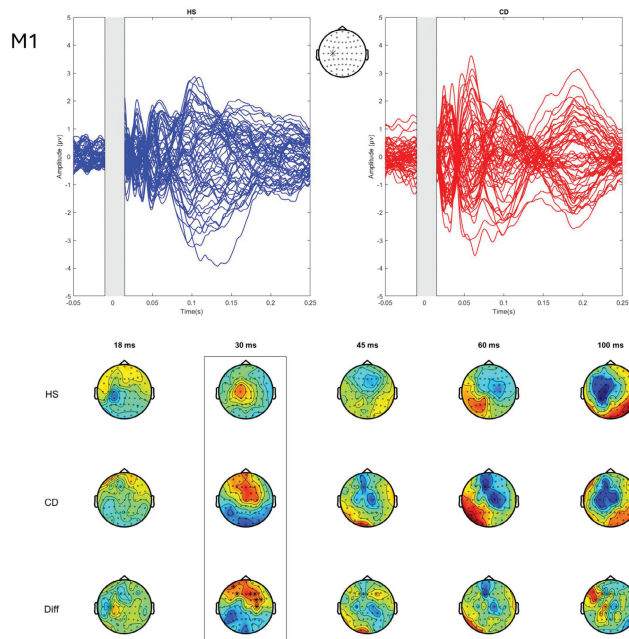 M1
HS
CD
Amplitude (μv)
5
4
3
2
1
0
-1
-2
-3
-4
-5
-0.05
0
0.05
0.1
0.15
0.2
0.25
Time(s)
Amplitude (μv)
5
4
3
2
1
0
-1
-2
-3
-4
-5
-0.05
0
0.05
0.1
0.15
0.2
0.25
Time(s)
18 ms
30 ms
45 ms
60 ms
100 ms
HS
CD
Diff